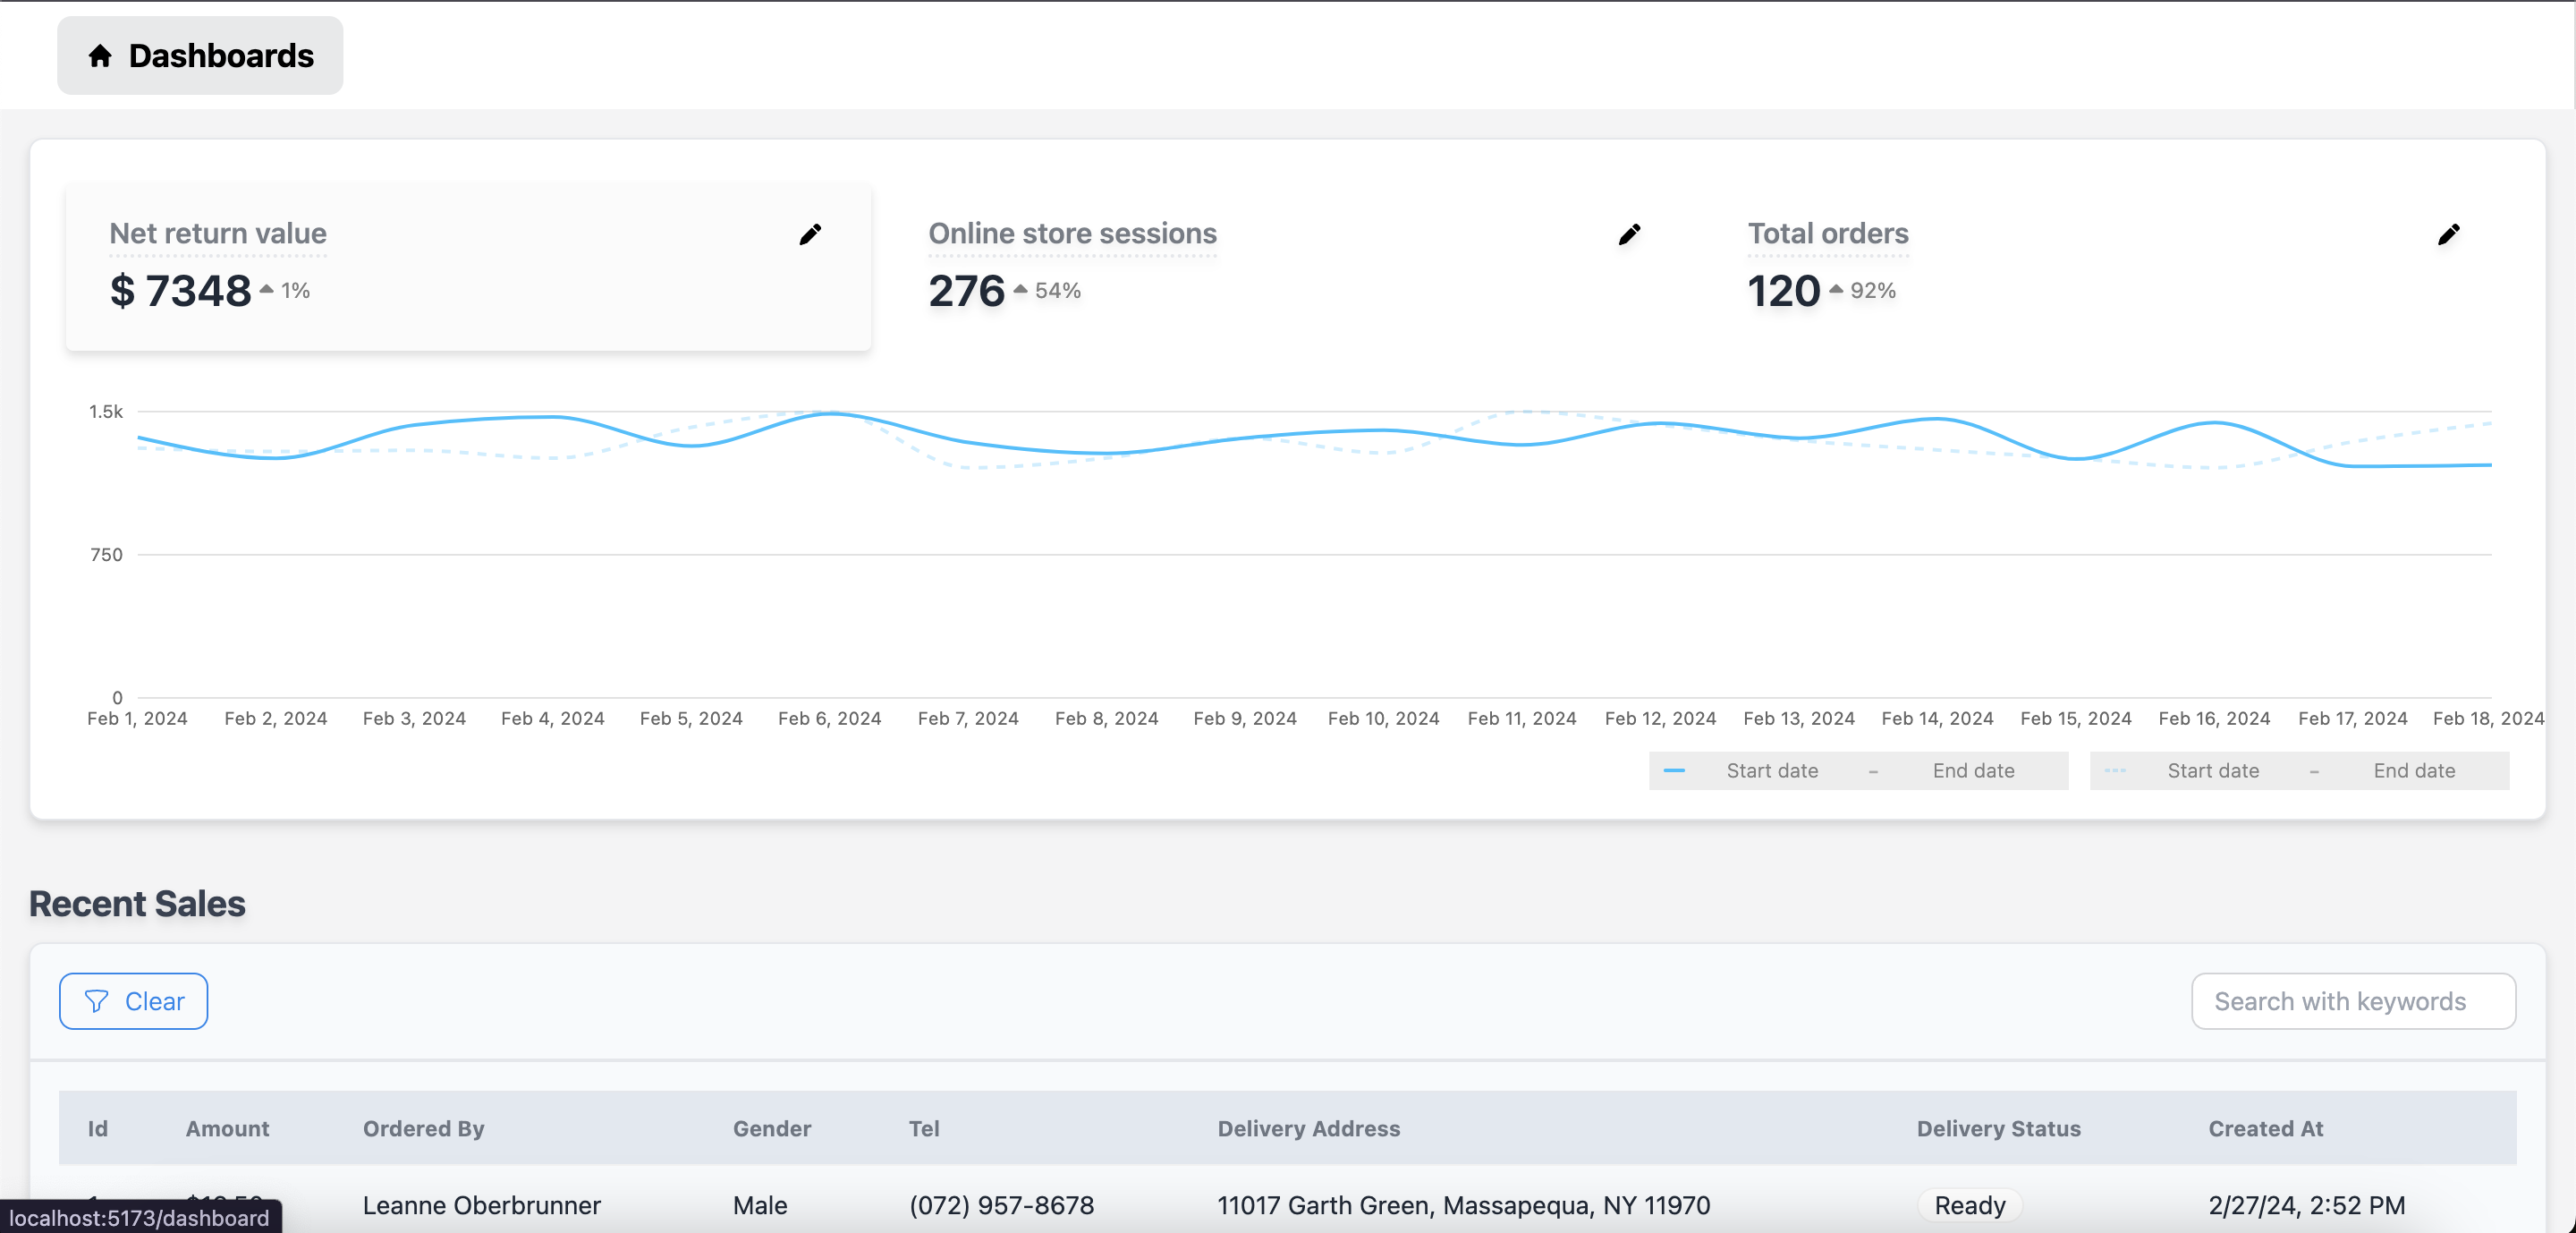 Dashboards
Net return value
$ 7348 1%
Online store sessions
276 54%
Total orders
120 92%
1.5k
750
0
Feb 1, 2024 Feb 2, 2024 Feb 3, 2024 Feb 4, 2024 Feb 5, 2024 Feb 6, 2024 Feb 7, 2024 Feb 8, 2024 Feb 9, 2024 Feb 10, 2024 Feb 11, 2024 Feb 12, 2024 Feb 13, 2024 Feb 14, 2024 Feb 15, 2024 Feb 16, 2024 Feb 17, 2024 Feb 18, 2024
Start date – End date Start date – End date
Recent Sales
Clear
Search with keywords
Id Amount Ordered By Gender Tel Delivery Address Delivery Status Created At
Leanne Oberbrunner Male (072) 957-8678 11017 Garth Green, Massapequa, NY 11970 Ready 2/27/24, 2:52 PM
localhost:5173/dashboard